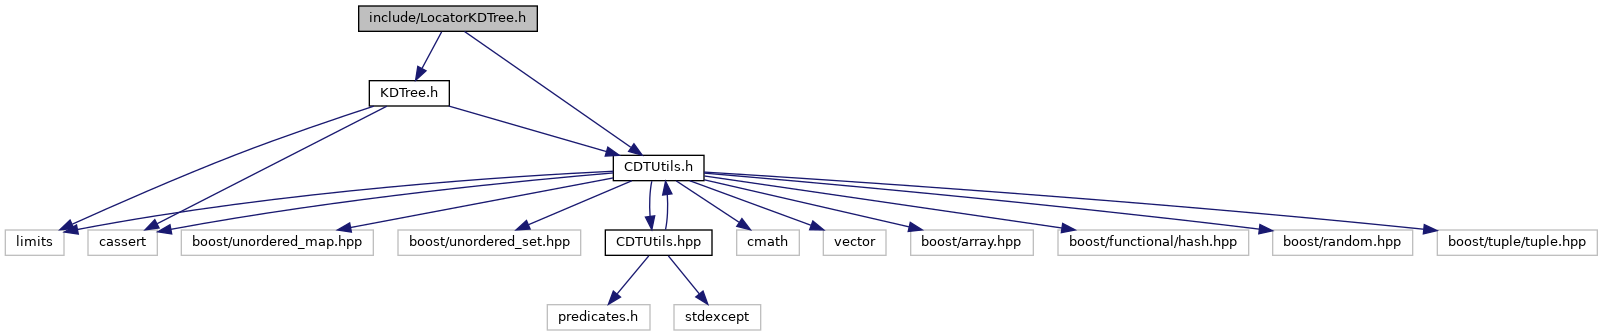 include/LocatorKDTree.h
KDTree.h
CDTUtils.h
limits
cassert
boost/unordered_map.hpp
boost/unordered_set.hpp
CDTUtils.hpp
cmath
vector
boost/array.hpp
boost/functional/hash.hpp
boost/random.hpp
boost/tuple/tuple.hpp
predicates.h
stdexcept